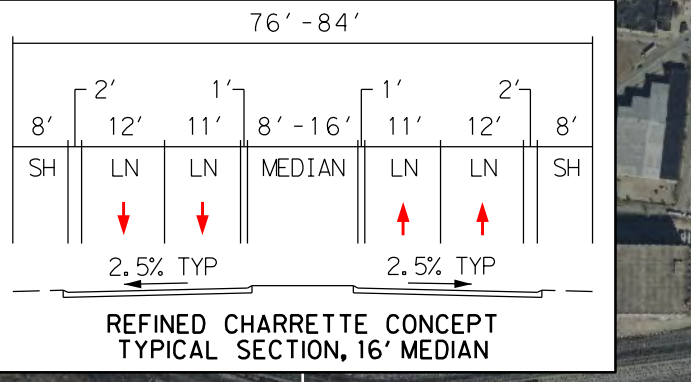 76'-84'
2' 1' 1' 2'
8' 12' 11' 8'-16' 11' 12' 8'
SH LN LN MEDIAN LN LN SH
2.5% TYP 2.5% TYP
REFINED CHARRETTE CONCEPT
TYPICAL SECTION, 16' MEDIAN